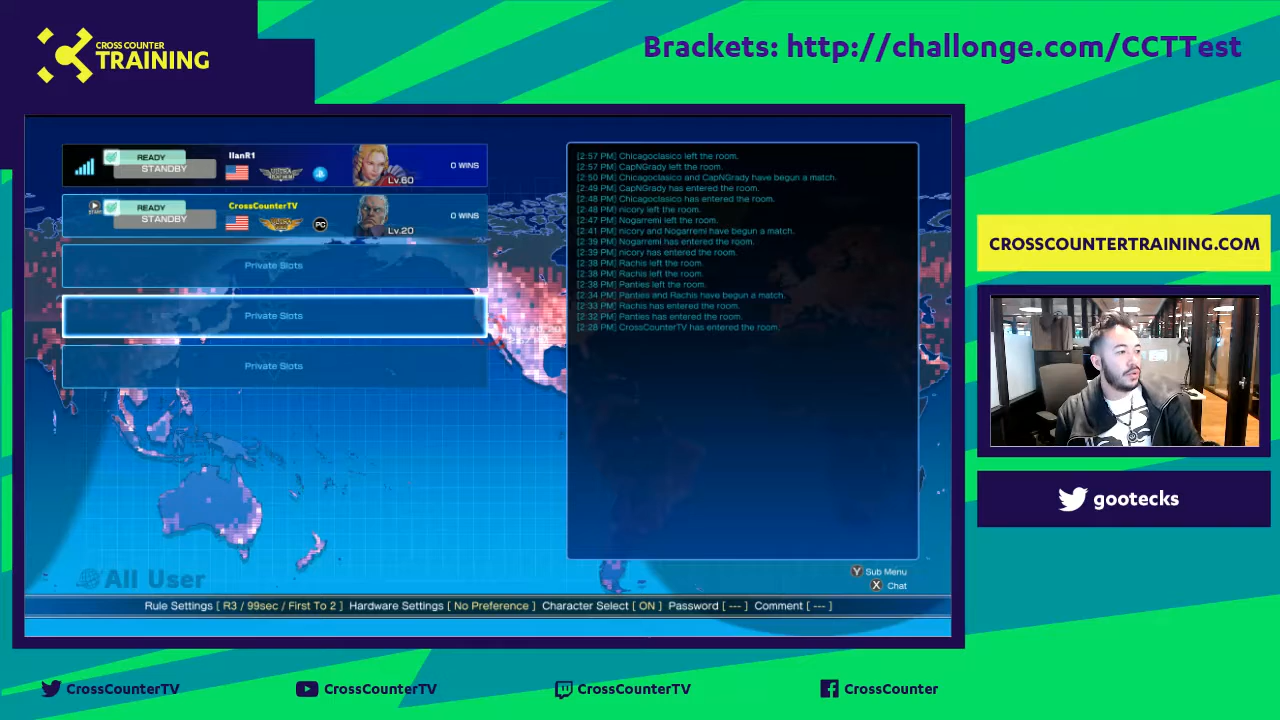 CROSS COUNTER
TRAINING
Brackets: http://challonge.com/CCTTest
READY
STANDBY
IlanR1
Lv.60
0 WINS
START
READY
STANDBY
CrossCounterTV
PC
Lv.20
0 WINS
Private Slots
Private Slots
Private Slots
[2:57 PM] Chicagoclasico left the room.
[2:57 PM] CapNGrady left the room.
[2:50 PM] Chicagoclasico and CapNGrady have begun a match.
[2:49 PM] CapNGrady has entered the room.
[2:48 PM] Chicagoclasico has entered the room.
[2:48 PM] nicory left the room.
[2:47 PM] Nogarremi left the room.
[2:41 PM] nicory and Nogarremi have begun a match.
[2:39 PM] Nogarremi has entered the room.
[2:39 PM] nicory has entered the room.
[2:38 PM] Rachis left the room.
[2:38 PM] Rachis left the room.
[2:38 PM] Panties left the room.
[2:34 PM] Panties and Rachis have begun a match.
[2:33 PM] Rachis has entered the room.
[2:32 PM] Panties has entered the room.
[2:28 PM] CrossCounterTV has entered the room.
All User
Y Sub Menu
X Chat
Rule Settings [ R3 / 99sec / First To 2 ] Hardware Settings [ No Preference ] Character Select [ ON ] Password [ --- ] Comment [ --- ]
CROSSCOUNTERTRAINING.COM
gootecks
CrossCounterTV
CrossCounterTV
CrossCounterTV
CrossCounter